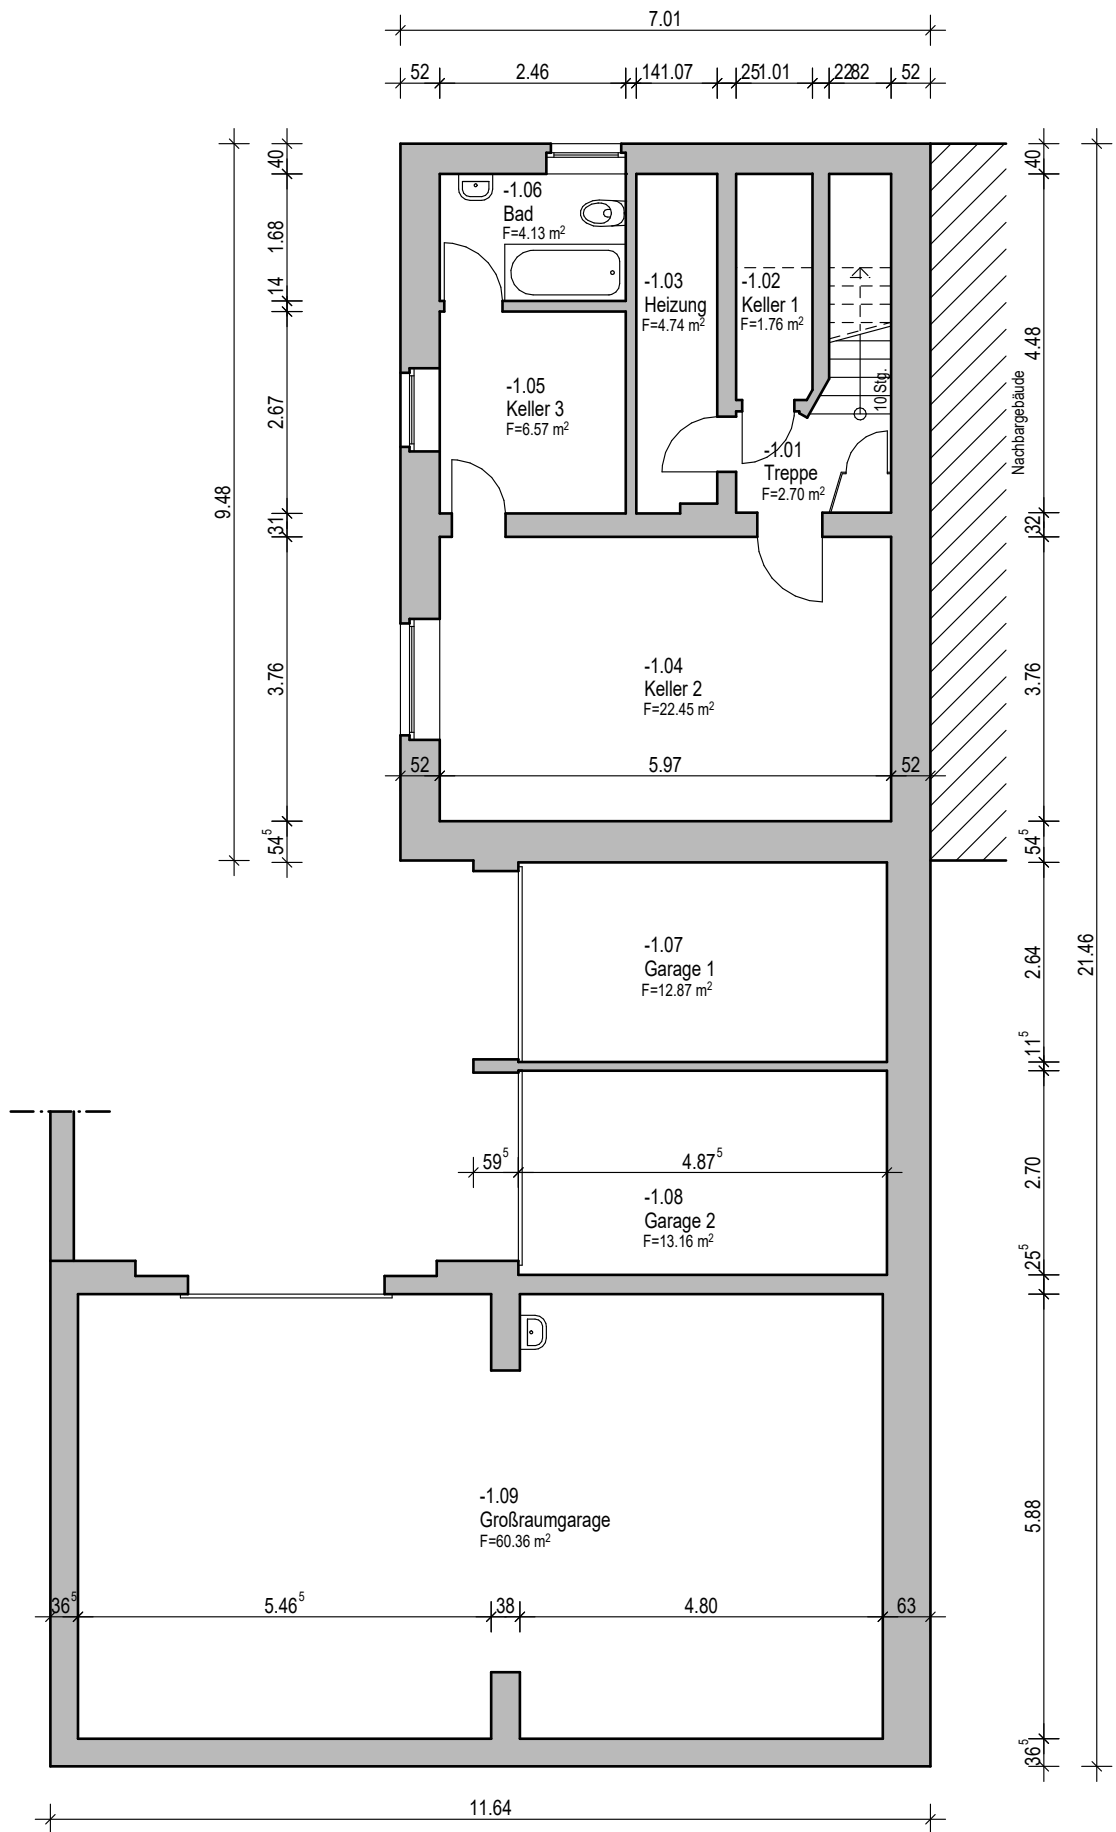 7.01
52
2.46
14
1.07
25
1.01
22
82
52
40
1.68
14
2.67
31
3.76
54⁵
9.48
-1.06
Bad
F=4.13 m²
-1.03
Heizung
F=4.74 m²
-1.02
Keller 1
F=1.76 m²
-1.05
Keller 3
F=6.57 m²
10 Stg.
-1.01
Treppe
F=2.70 m²
Nachbargebäude
40
4.48
32
3.76
54⁵
2.64
11⁵
2.70
25⁵
5.88
36⁵
21.46
-1.04
Keller 2
F=22.45 m²
52
5.97
52
-1.07
Garage 1
F=12.87 m²
59⁵
4.87⁵
-1.08
Garage 2
F=13.16 m²
-1.09
Großraumgarage
F=60.36 m²
36⁵
5.46⁵
38
4.80
63
11.64